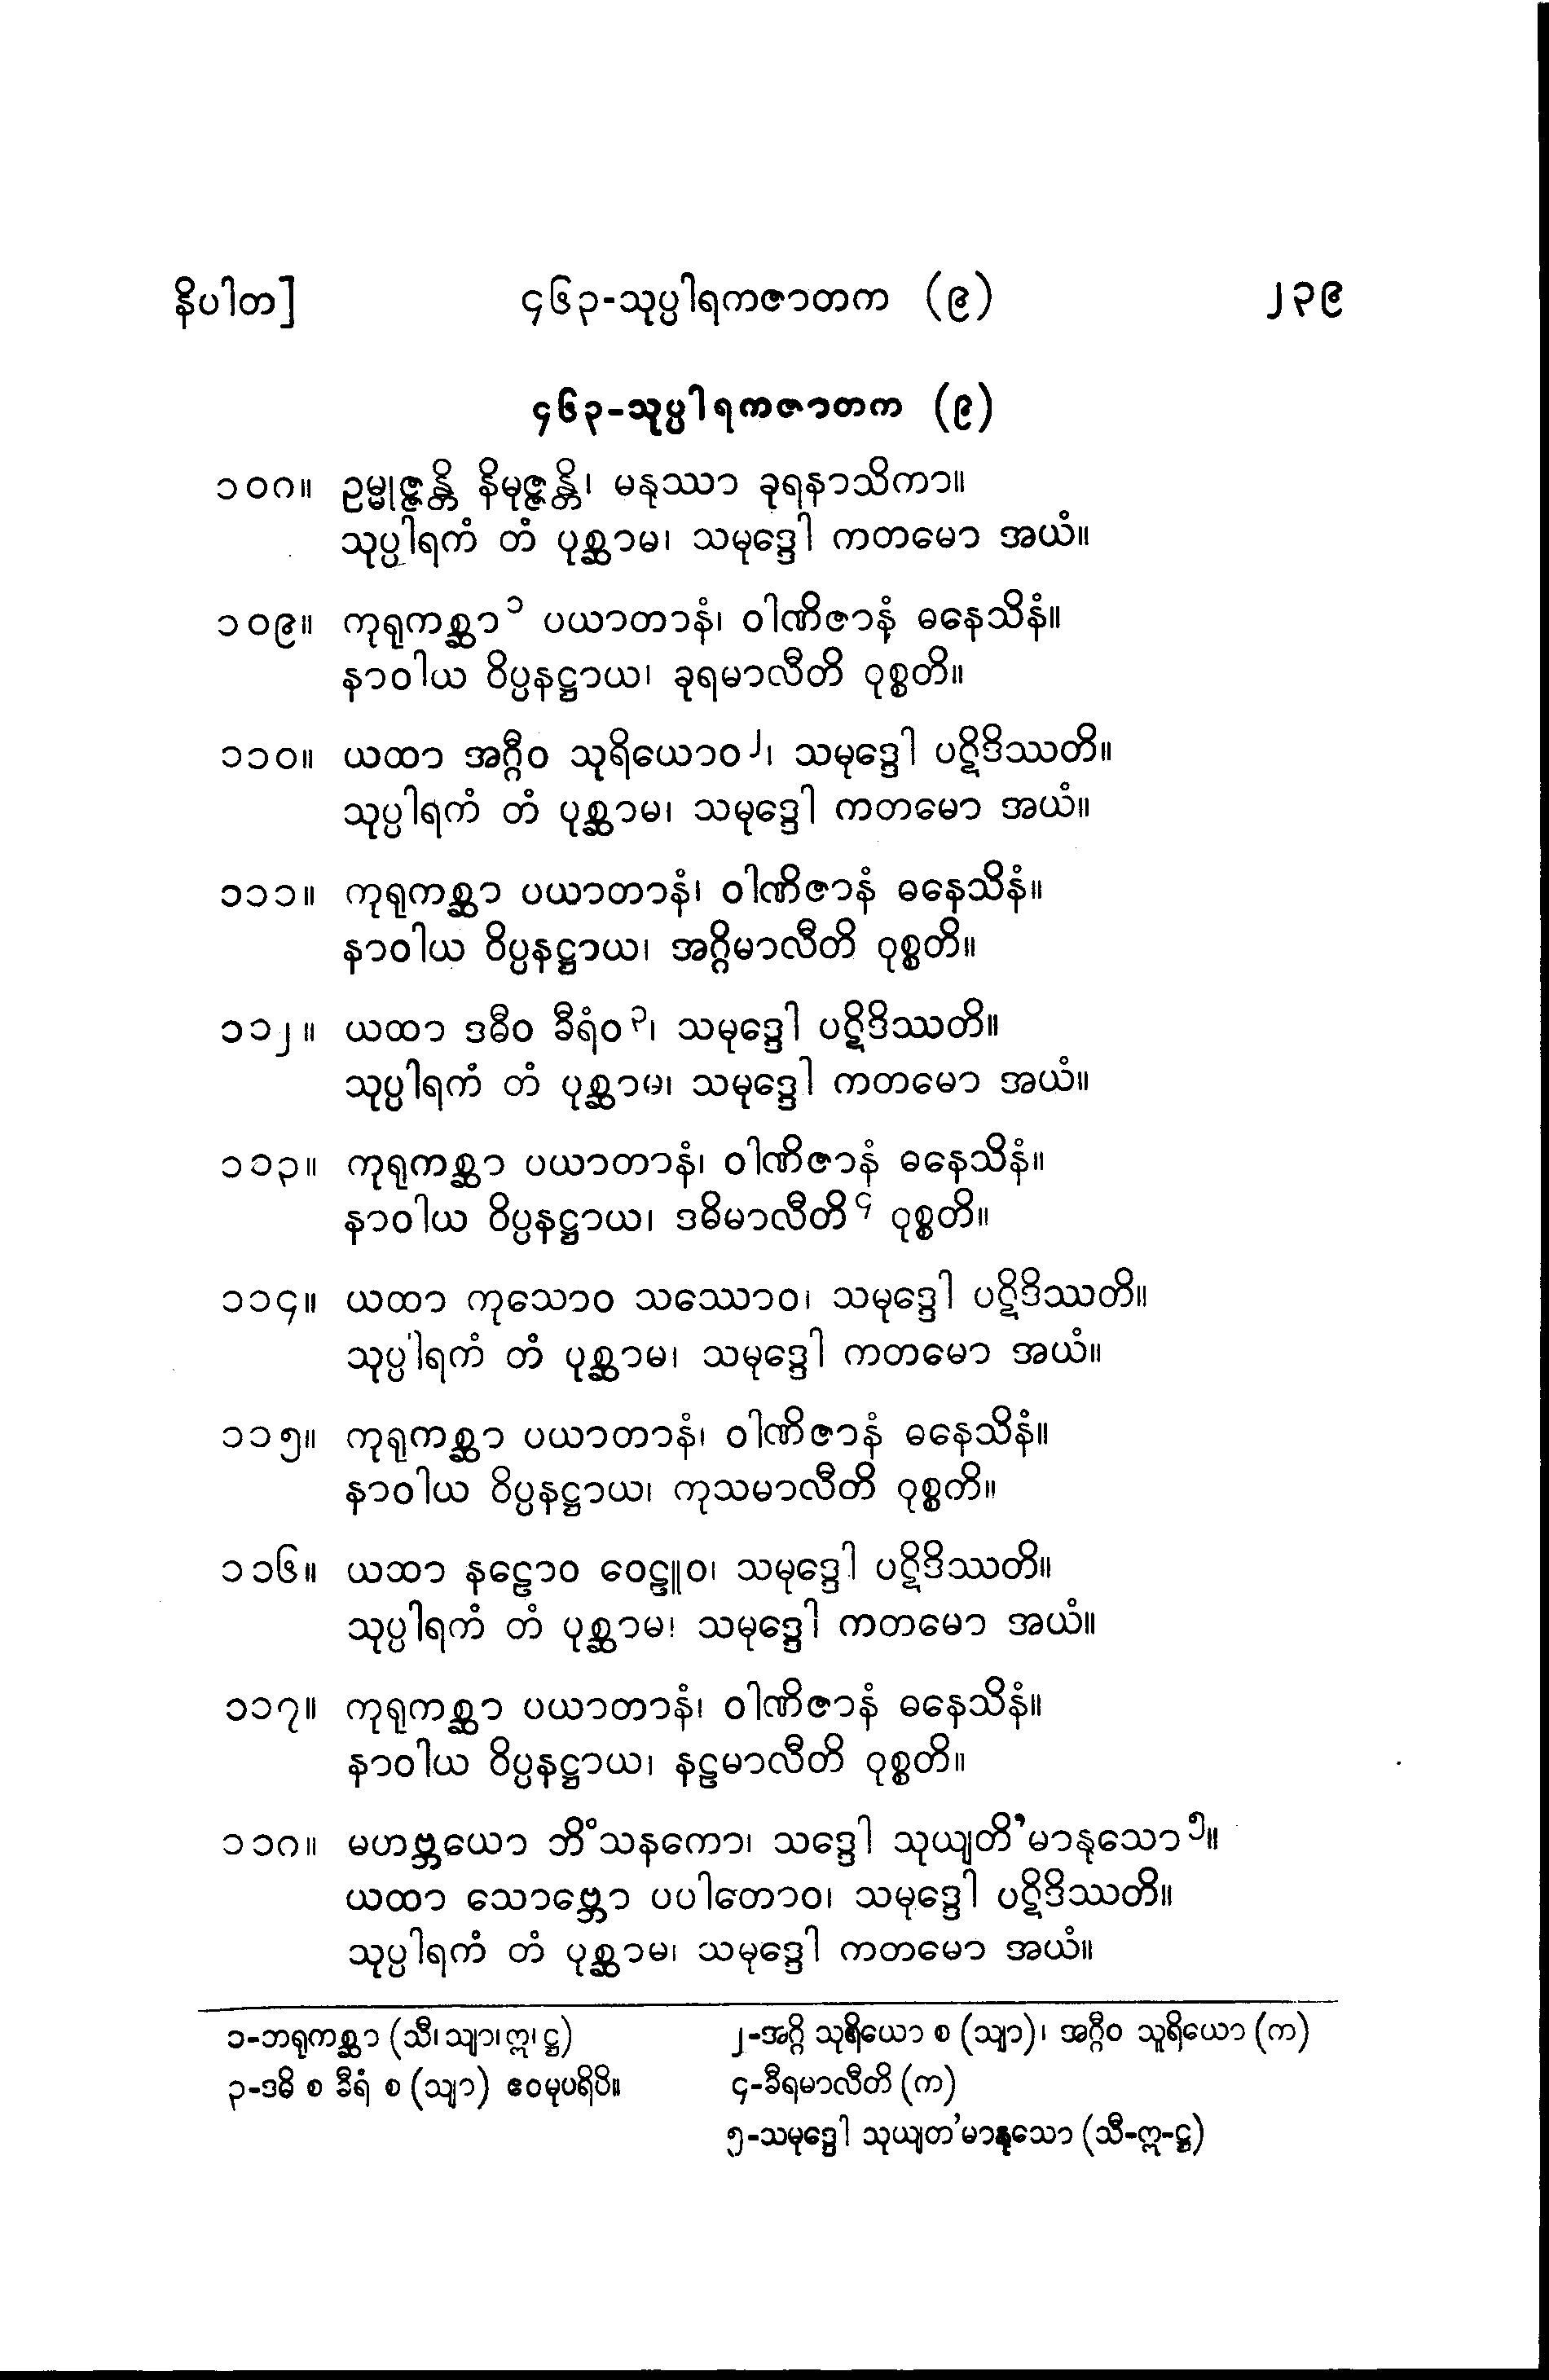 နိပါတ] ၄၆၃-သုပ္ပါရကဇာတက (၉) ၂၃၉
၄၆၃-သုပ္ပါရကဇာတက (၉)
၁၀၈။ ဥမ္မုဇ္ဇန္တိ နိမုဇ္ဇန္တိ၊ မနုဿာ ခုရနာသိကာ။
သုပ္ပါရကံ တံ ပုစ္ဆာမ၊ သမုဒ္ဒေါ ကတမော အယံ။
၁၀၉။ ကုရုကစ္ဆာ၁ ပယာတာနံ၊ ဝါဏိဇာနံ ဓနေသိနံ။
နာဝါယ ဝိပ္ပနဋ္ဌာယ၊ ခုရမာလီတိ ဝုစ္စတိ။
၁၁၀။ ယထာ အဂ္ဂီဝ သုရိယောဝ၂၊ သမုဒ္ဒေါ ပဋိဒိဿတိ။
သုပ္ပါရကံ တံ ပုစ္ဆာမ၊ သမုဒ္ဒေါ ကတမော အယံ။
၁၁၁။ ကုရုကစ္ဆာ ပယာတာနံ၊ ဝါဏိဇာနံ ဓနေသိနံ။
နာဝါယ ဝိပ္ပနဋ္ဌာယ၊ အဂ္ဂိမာလီတိ ဝုစ္စတိ။
၁၁၂။ ယထာ ဒဓီဝ ခီရံဝ၃၊ သမုဒ္ဒေါ ပဋိဒိဿတိ။
သုပ္ပါရကံ တံ ပုစ္ဆာမ၊ သမုဒ္ဒေါ ကတမော အယံ။
၁၁၃။ ကုရုကစ္ဆာ ပယာတာနံ၊ ဝါဏိဇာနံ ဓနေသိနံ။
နာဝါယ ဝိပ္ပနဋ္ဌာယ၊ ဒဓိမာလီတိ၄ ဝုစ္စတိ။
၁၁၄။ ယထာ ကုသောဝ သဿောဝ၊ သမုဒ္ဒေါ ပဋိဒိဿတိ။
သုပ္ပါရကံ တံ ပုစ္ဆာမ၊ သမုဒ္ဒေါ ကတမော အယံ။
၁၁၅။ ကုရုကစ္ဆာ ပယာတာနံ၊ ဝါဏိဇာနံ ဓနေသိနံ။
နာဝါယ ဝိပ္ပနဋ္ဌာယ၊ ကုသမာလီတိ ဝုစ္စတိ။
၁၁၆။ ယထာ နဠောဝ ဝေဠူဝ၊ သမုဒ္ဒေါ ပဋိဒိဿတိ။
သုပ္ပါရကံ တံ ပုစ္ဆာမ၊ သမုဒ္ဒေါ ကတမော အယံ။
၁၁၇။ ကုရုကစ္ဆာ ပယာတာနံ၊ ဝါဏိဇာနံ ဓနေသိနံ။
နာဝါယ ဝိပ္ပနဋ္ဌာယ၊ နဠမာလီတိ ဝုစ္စတိ။
၁၁၈။ မဟဗ္ဘယော ဘိံသနကော၊ သဒ္ဒေါ သုယျတိ’မာနုသော၅။
ယထာ သောဗ္ဘော ပပါတောဝ၊ သမုဒ္ဒေါ ပဋိဒိဿတိ။
သုပ္ပါရကံ တံ ပုစ္ဆာမ၊ သမုဒ္ဒေါ ကတမော အယံ။
၁-ဘရုကစ္ဆာ (သီ၊ သျာ၊ ဣ၊ ဋ္ဌ) ၂-အဂ္ဂိ သုရိယော စ (သျာ)၊ အဂ္ဂီဝ သူရိယော (က)
၃-ဒဓိ စ ခီရံ စ (သျာ) ဧဝမုပရိပိ။ ၄-ခီရမာလီတိ (က)
၅-သမုဒ္ဒေါ သုယျတ’မာနုသော (သီ-ဣ-ဋ္ဌ)